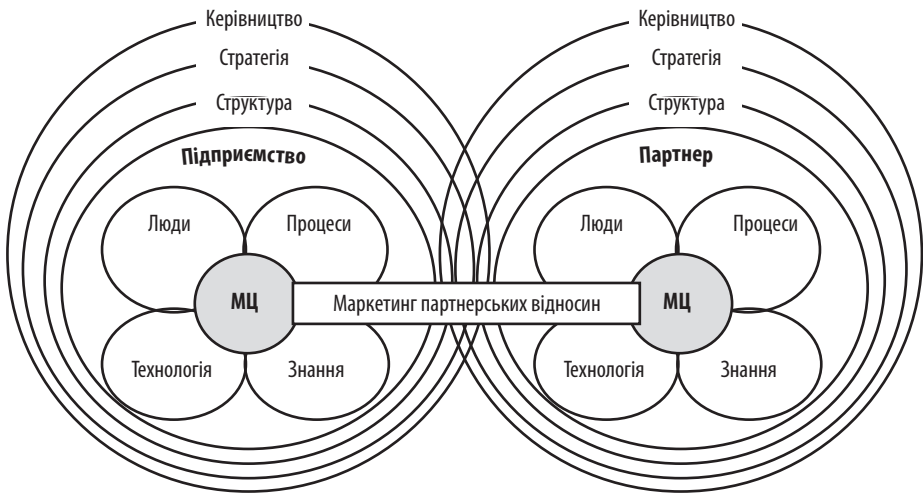 Керівництво
Керівництво
Стратегія
Стратегія
Структура
Структура
Підприємство
Партнер
Люди
Процеси
Люди
Процеси
МЦ
Маркетинг партнерських відносин
МЦ
Технологія
Знання
Технологія
Знання